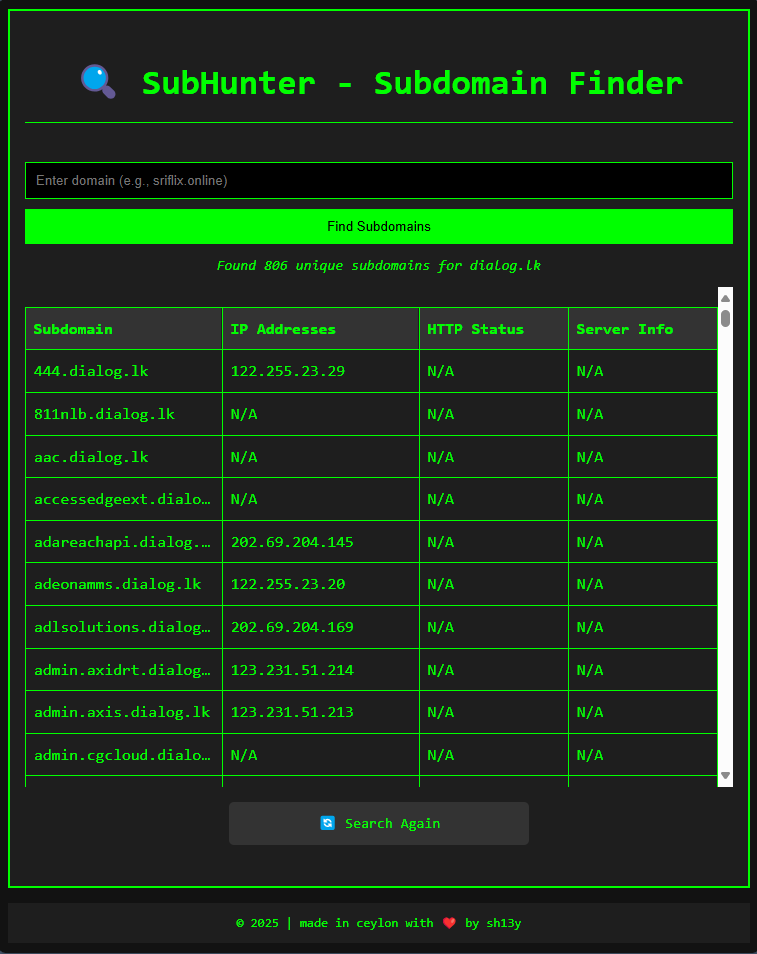 SubHunter - Subdomain Finder
Enter domain (e.g., sriflix.online)
Find Subdomains
Found 806 unique subdomains for dialog.lk
Subdomain IP Addresses HTTP Status Server Info
444.dialog.lk 122.255.23.29 N/A N/A
811nlb.dialog.lk N/A N/A N/A
aac.dialog.lk N/A N/A N/A
accessedgeext.dialo… N/A N/A N/A
adareachapi.dialog.… 202.69.204.145 N/A N/A
adeonamms.dialog.lk 122.255.23.20 N/A N/A
adlsolutions.dialog… 202.69.204.169 N/A N/A
admin.axidrt.dialog… 123.231.51.214 N/A N/A
admin.axis.dialog.lk 123.231.51.213 N/A N/A
admin.cgcloud.dialo… N/A N/A N/A
Search Again
© 2025 | made in ceylon with ❤️ by sh13y